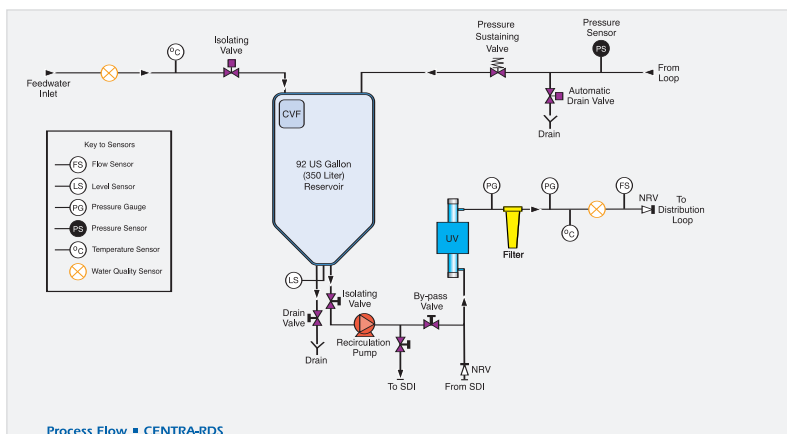 Pressure
Sustaining
Valve
Pressure
Sensor
PS
Isolating
Valve
°C
Feedwater
Inlet
From
Loop
Automatic
Drain Valve
Drain
CVF
92 US Gallon
(350 Liter)
Reservoir
Key to Sensors
FS Flow Sensor
LS Level Sensor
PG Pressure Gauge
PS Pressure Sensor
°C Temperature Sensor
Water Quality Sensor
PG
PG
FS
NRV
To
Distribution
Loop
°C
UV
Filter
LS
Isolating
Valve
Drain
Valve
Drain
Recirculation
Pump
By-pass
Valve
NRV
To SDI
From SDI
Process Flow ▪ CENTRA-RDS